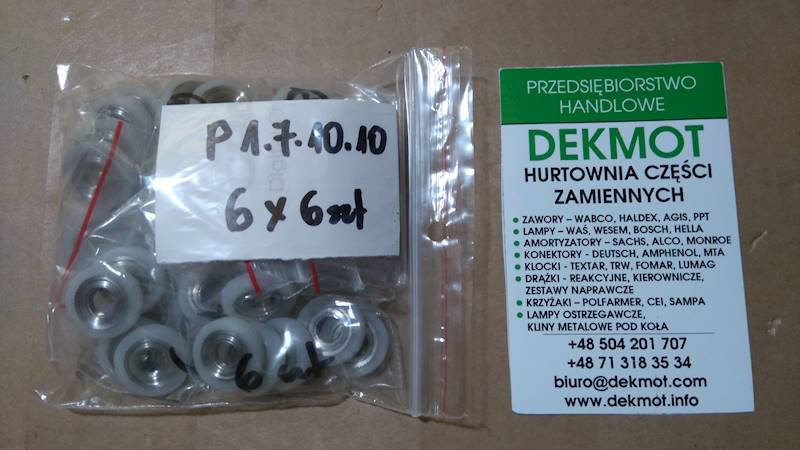 P 1.7.10.10
6 x 6 szt
6 szt
PRZEDSIĘBIORSTWO
HANDLOWE
DEKMOT
HURTOWNIA CZĘŚCI
ZAMIENNYCH
• ZAWORY – WABCO, HALDEX, AGIS, PPT
• LAMPY – WAŚ, WESEM, BOSCH, HELLA
• AMORTYZATORY – SACHS, ALCO, MONROE
• KONEKTORY - DEUTSCH, AMPHENOL, MTA
• KLOCKI - TEXTAR, TRW, FOMAR, LUMAG
• DRĄŻKI - REAKCYJNE, KIEROWNICZE,
ZESTAWY NAPRAWCZE
• KRZYŻAKI – POLFARMER, CEI, SAMPA
• LAMPY OSTRZEGAWCZE,
KLINY METALOWE POD KOŁA
+48 504 201 707
+48 71 318 35 34
biuro@dekmot.com
www.dekmot.info